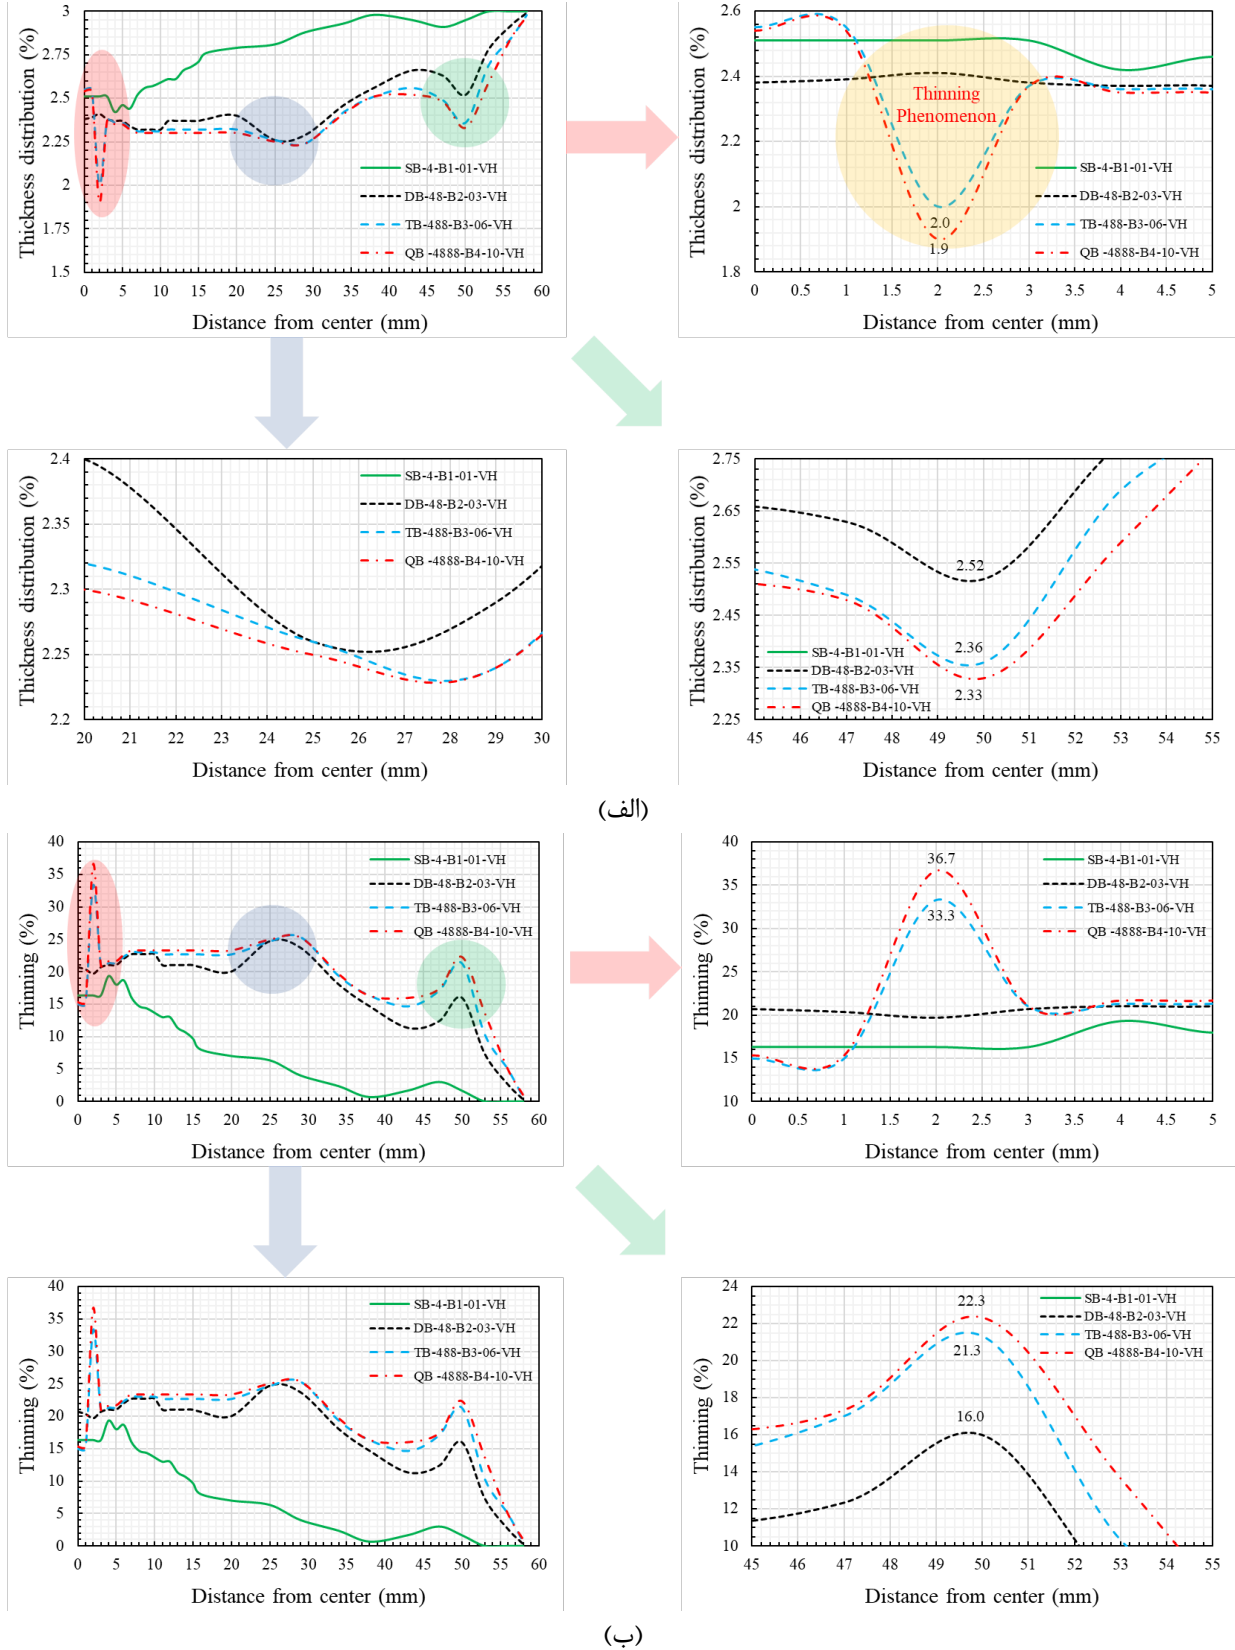 Thickness distribution (%)
3
2.75
2.5
2.25
2
1.75
1.5
SB-4-B1-01-VH
DB-48-B2-03-VH
TB-488-B3-06-VH
QB -4888-B4-10-VH
0 5 10 15 20 25 30 35 40 45 50 55 60
Distance from center (mm)
Thickness distribution (%)
2.6
2.4
2.2
2
1.8
Thinning
Phenomenon
SB-4-B1-01-VH
DB-48-B2-03-VH
TB-488-B3-06-VH
QB -4888-B4-10-VH
2.0
1.9
0 0.5 1 1.5 2 2.5 3 3.5 4 4.5 5
Distance from center (mm)
Thickness distribution (%)
2.4
2.35
2.3
2.25
2.2
SB-4-B1-01-VH
DB-48-B2-03-VH
TB-488-B3-06-VH
QB -4888-B4-10-VH
20 21 22 23 24 25 26 27 28 29 30
Distance from center (mm)
Thickness distribution (%)
2.75
2.65
2.55
2.45
2.35
2.25
2.52
2.36
2.33
SB-4-B1-01-VH
DB-48-B2-03-VH
TB-488-B3-06-VH
QB -4888-B4-10-VH
45 46 47 48 49 50 51 52 53 54 55
Distance from center (mm)
(الف)
Thinning (%)
40
35
30
25
20
15
10
5
0
SB-4-B1-01-VH
DB-48-B2-03-VH
TB-488-B3-06-VH
QB -4888-B4-10-VH
0 5 10 15 20 25 30 35 40 45 50 55 60
Distance from center (mm)
Thinning (%)
40
35
30
25
20
15
10
36.7
33.3
SB-4-B1-01-VH
DB-48-B2-03-VH
TB-488-B3-06-VH
QB -4888-B4-10-VH
0 0.5 1 1.5 2 2.5 3 3.5 4 4.5 5
Distance from center (mm)
Thinning (%)
40
35
30
25
20
15
10
5
0
SB-4-B1-01-VH
DB-48-B2-03-VH
TB-488-B3-06-VH
QB -4888-B4-10-VH
0 5 10 15 20 25 30 35 40 45 50 55 60
Distance from center (mm)
Thinning (%)
24
22
20
18
16
14
12
10
22.3
21.3
16.0
SB-4-B1-01-VH
DB-48-B2-03-VH
TB-488-B3-06-VH
QB -4888-B4-10-VH
45 46 47 48 49 50 51 52 53 54 55
Distance from center (mm)
(ب)